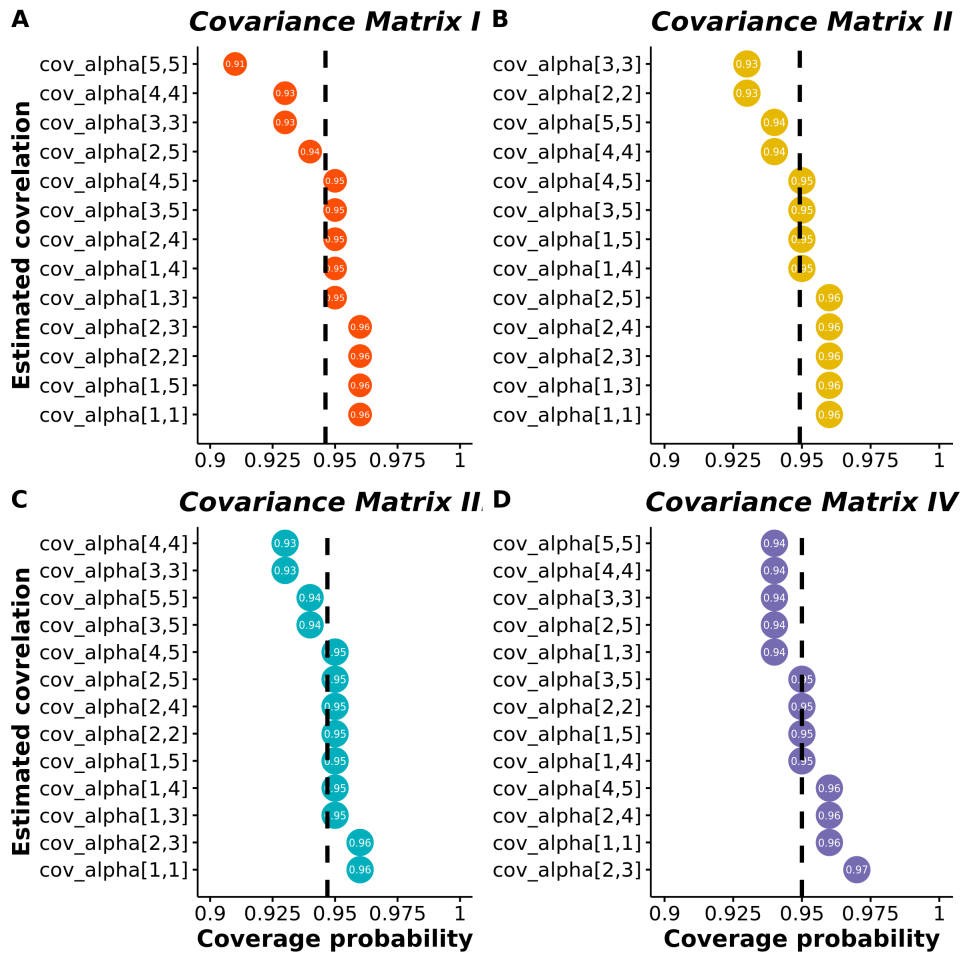 A
Covariance Matrix I
Estimated covrelation
cov_alpha[5,5]
0.91
cov_alpha[4,4]
0.93
cov_alpha[3,3]
0.93
cov_alpha[2,5]
0.94
cov_alpha[4,5]
0.95
cov_alpha[3,5]
0.95
cov_alpha[2,4]
0.95
cov_alpha[1,4]
0.95
cov_alpha[1,3]
0.95
cov_alpha[2,3]
0.96
cov_alpha[2,2]
0.96
cov_alpha[1,5]
0.96
cov_alpha[1,1]
0.96
0.9 0.925 0.95 0.975 1
B
Covariance Matrix II
cov_alpha[3,3]
0.93
cov_alpha[2,2]
0.93
cov_alpha[5,5]
0.94
cov_alpha[4,4]
0.94
cov_alpha[4,5]
0.95
cov_alpha[3,5]
0.95
cov_alpha[1,5]
0.95
cov_alpha[1,4]
0.95
cov_alpha[2,5]
0.96
cov_alpha[2,4]
0.96
cov_alpha[2,3]
0.96
cov_alpha[1,3]
0.96
cov_alpha[1,1]
0.96
0.9 0.925 0.95 0.975 1
C
Covariance Matrix III
Estimated covrelation
cov_alpha[4,4]
0.93
cov_alpha[3,3]
0.93
cov_alpha[5,5]
0.94
cov_alpha[3,5]
0.94
cov_alpha[4,5]
0.95
cov_alpha[2,5]
0.95
cov_alpha[2,4]
0.95
cov_alpha[2,2]
0.95
cov_alpha[1,5]
0.95
cov_alpha[1,4]
0.95
cov_alpha[1,3]
0.95
cov_alpha[2,3]
0.96
cov_alpha[1,1]
0.96
0.9 0.925 0.95 0.975 1
Coverage probability
D
Covariance Matrix IV
cov_alpha[5,5]
0.94
cov_alpha[4,4]
0.94
cov_alpha[3,3]
0.94
cov_alpha[2,5]
0.94
cov_alpha[1,3]
0.94
cov_alpha[3,5]
0.95
cov_alpha[2,2]
0.95
cov_alpha[1,5]
0.95
cov_alpha[1,4]
0.95
cov_alpha[4,5]
0.96
cov_alpha[2,4]
0.96
cov_alpha[1,1]
0.96
cov_alpha[2,3]
0.97
0.9 0.925 0.95 0.975 1
Coverage probability